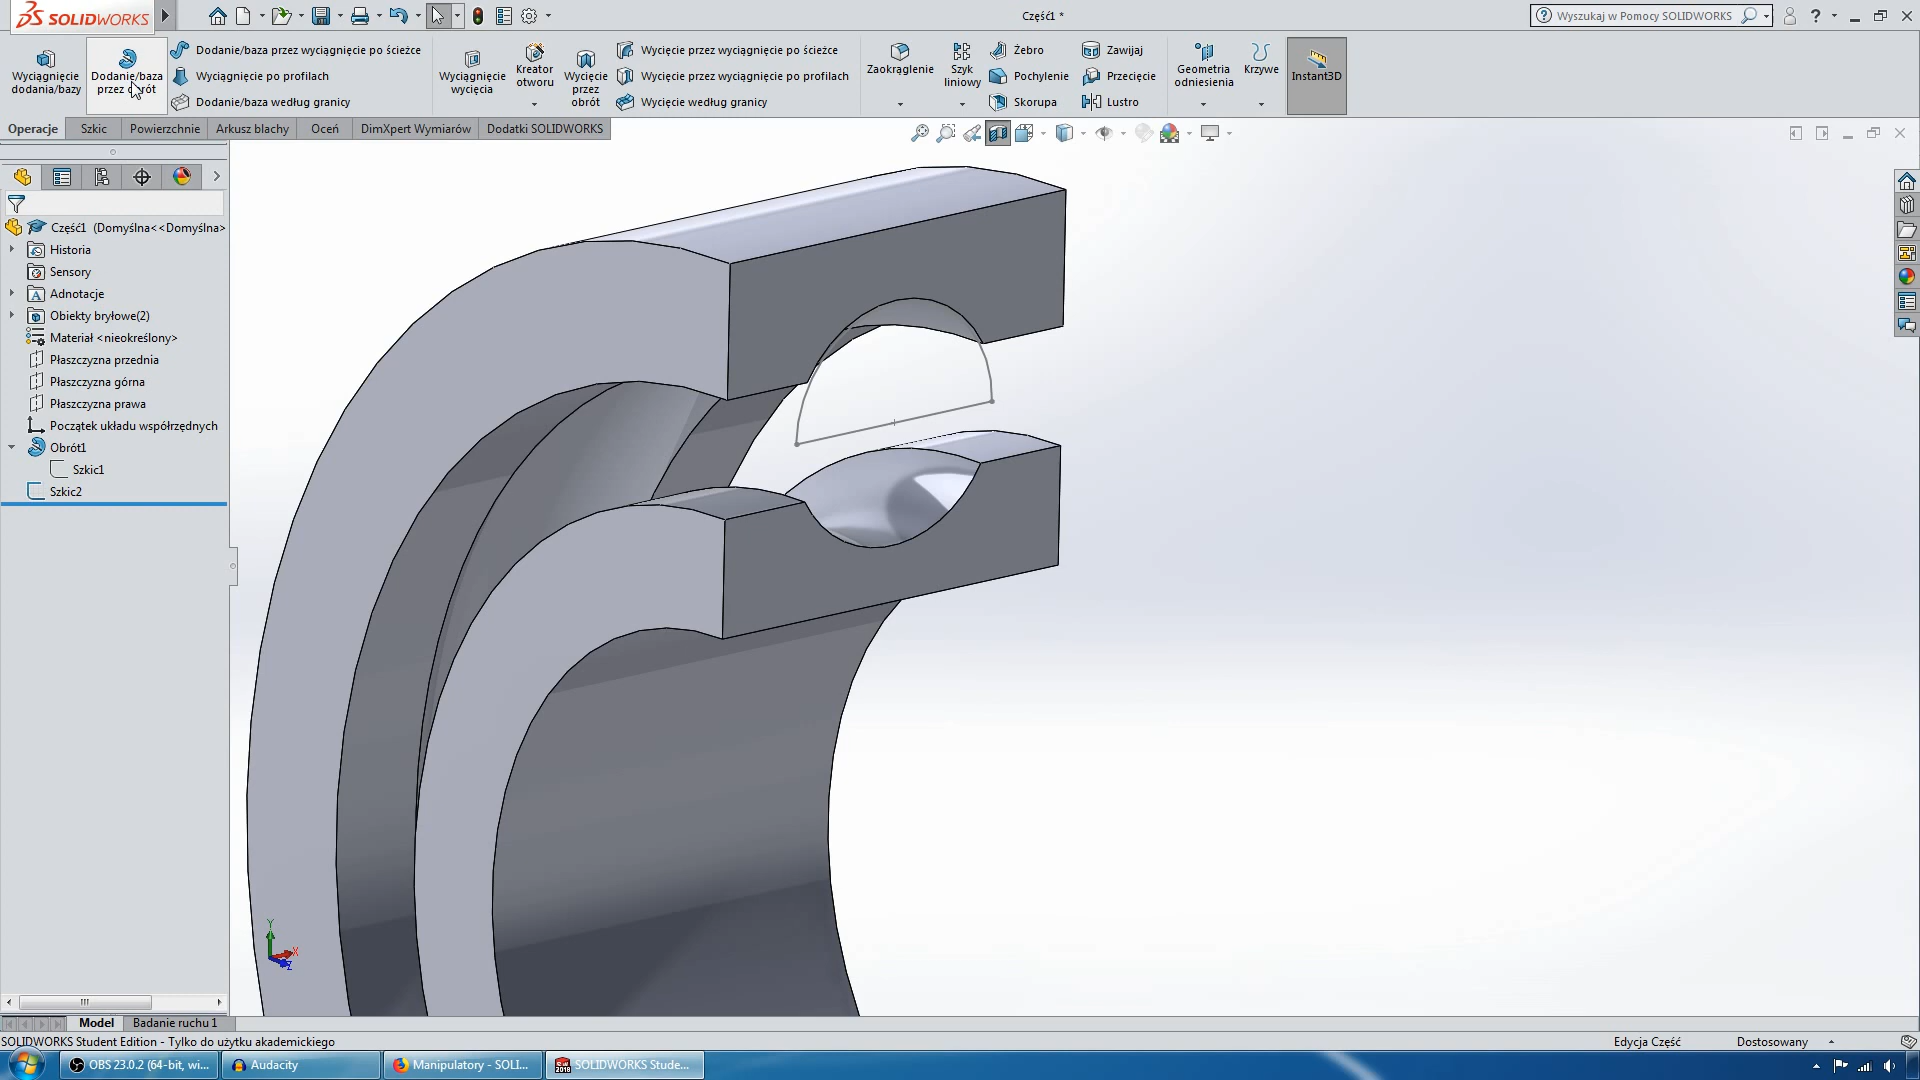 SOLIDWORKS
Część1 *
Wyszukaj w Pomocy SOLIDWORKS
?
Wyciągnięcie dodania/bazy
Dodanie/baza przez obrót
Dodanie/baza przez wyciągnięcie po ścieżce
Wyciągnięcie po profilach
Dodanie/baza według granicy
Wyciągnięcie wycięcia
Kreator otworu
Wycięcie przez obrót
Wycięcie przez wyciągnięcie po ścieżce
Wycięcie przez wyciągnięcie po profilach
Wycięcie według granicy
Zaokrąglenie
Szyk liniowy
Żebro
Pochylenie
Skorupa
Zawijaj
Przecięcie
Lustro
Geometria odniesienia
Krzywe
Instant3D
Operacje
Szkic
Powierzchnie
Arkusz blachy
Oceń
DimXpert Wymiarów
Dodatki SOLIDWORKS
Część1 (Domyślna<<Domyślna>
Historia
Sensory
Adnotacje
Obiekty bryłowe(2)
Materiał <nieokreślony>
Płaszczyzna przednia
Płaszczyzna górna
Płaszczyzna prawa
Początek układu współrzędnych
Obrót1
Szkic1
Szkic2
Y
X
Z
Model
Badanie ruchu 1
SOLIDWORKS Student Edition - Tylko do użytku akademickiego
Edycja Część
Dostosowany
OBS 23.0.2 (64-bit, wi...
Audacity
Manipulatory - SOLI...
SOLIDWORKS Stude...